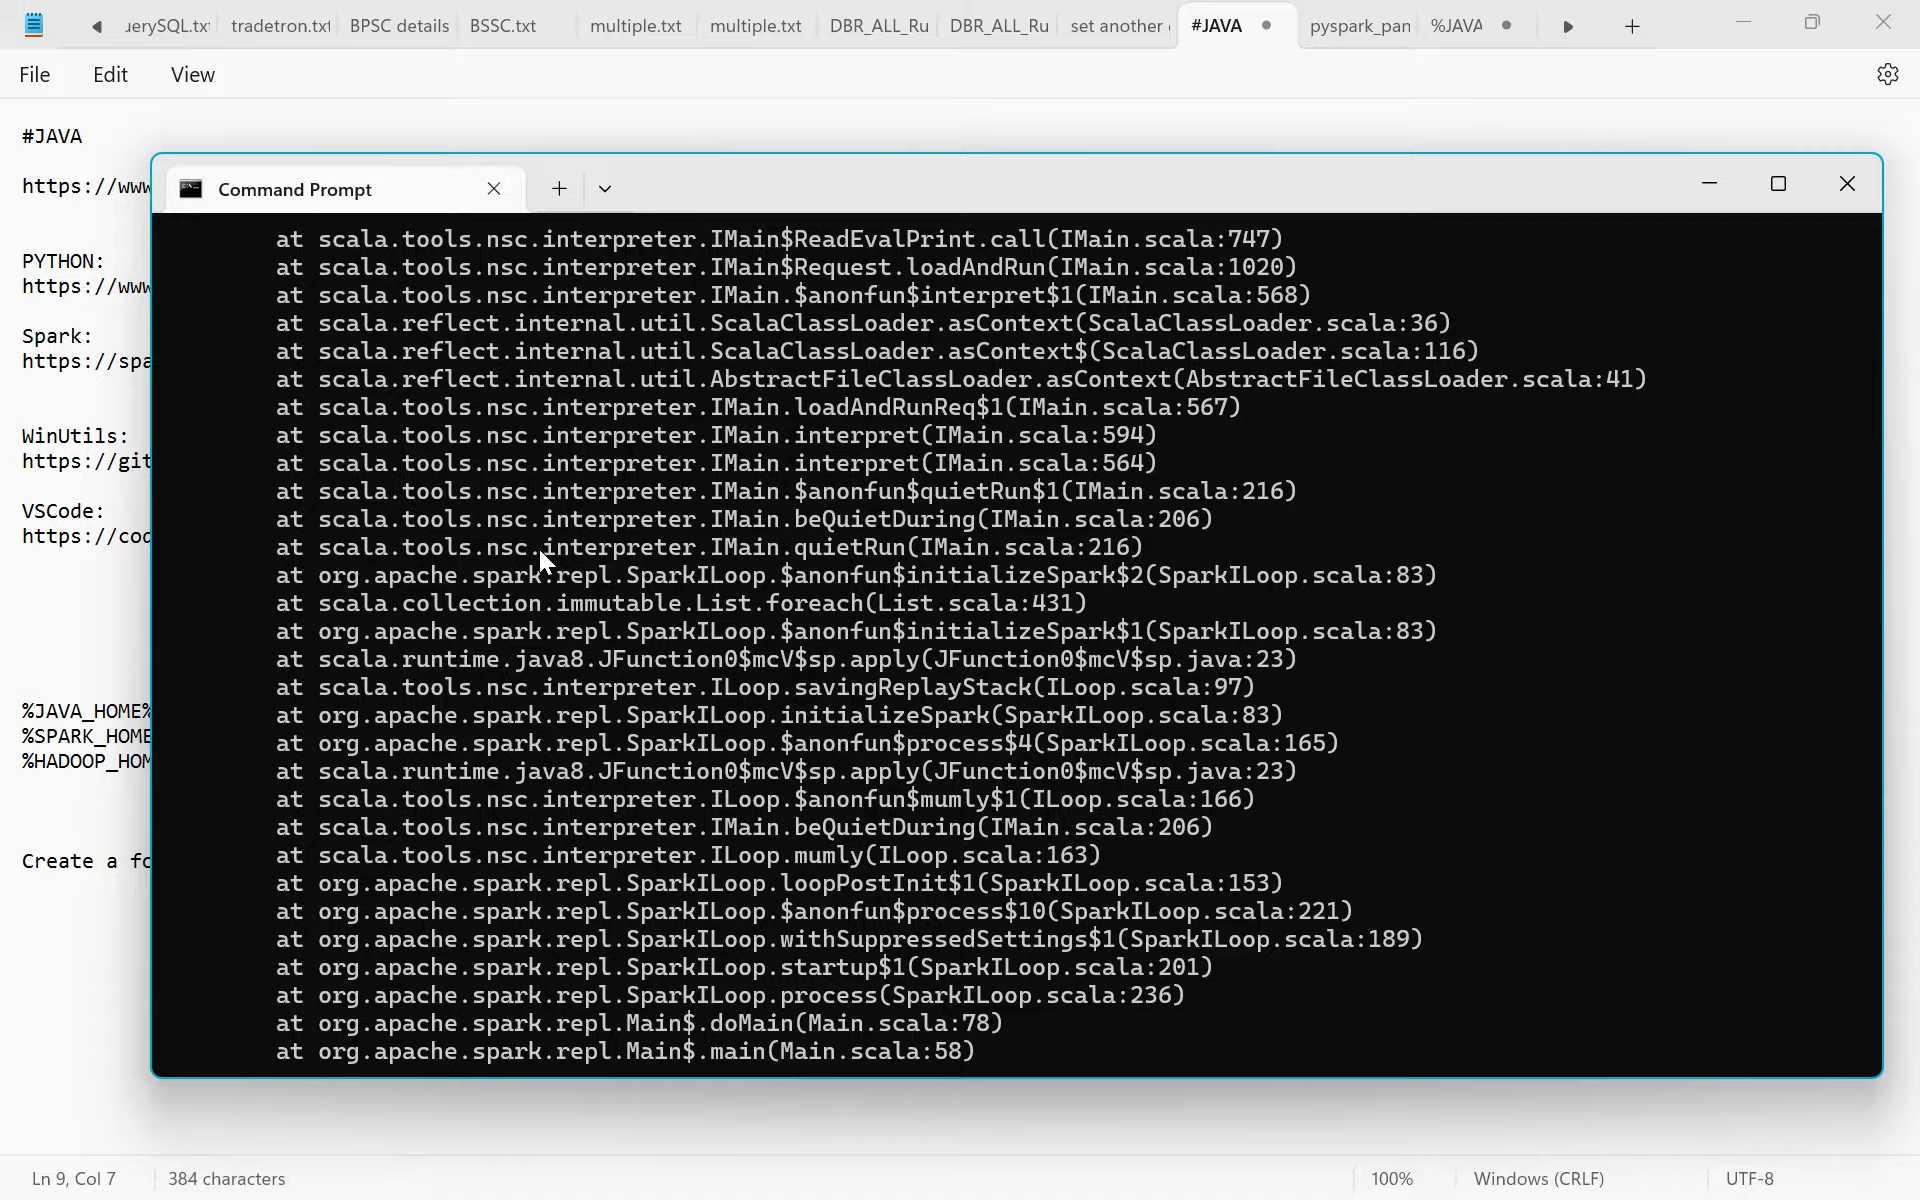 tradetron.txt BPSC details BSSC.txt multiple.txt multiple.txt DBR_ALL_Ru DBR_ALL_Ru set another #JAVA pyspark_pan %JAVA
File Edit View
#JAVA
https://www
PYTHON:
https://www
Spark:
https://spa
WinUtils:
https://git
VSCode:
https://cod
%JAVA_HOME%
%SPARK_HOME
%HADOOP_HOM
Create a fo
Command Prompt
at scala.tools.nsc.interpreter.IMain$ReadEvalPrint.call(IMain.scala:747)
at scala.tools.nsc.interpreter.IMain$Request.loadAndRun(IMain.scala:1020)
at scala.tools.nsc.interpreter.IMain.$anonfun$interpret$1(IMain.scala:568)
at scala.reflect.internal.util.ScalaClassLoader.asContext(ScalaClassLoader.scala:36)
at scala.reflect.internal.util.ScalaClassLoader.asContext$(ScalaClassLoader.scala:116)
at scala.reflect.internal.util.AbstractFileClassLoader.asContext(AbstractFileClassLoader.scala:41)
at scala.tools.nsc.interpreter.IMain.loadAndRunReq$1(IMain.scala:567)
at scala.tools.nsc.interpreter.IMain.interpret(IMain.scala:594)
at scala.tools.nsc.interpreter.IMain.interpret(IMain.scala:564)
at scala.tools.nsc.interpreter.IMain.$anonfun$quietRun$1(IMain.scala:216)
at scala.tools.nsc.interpreter.IMain.beQuietDuring(IMain.scala:206)
at scala.tools.nsc.interpreter.IMain.quietRun(IMain.scala:216)
at org.apache.spark.repl.SparkILoop.$anonfun$initializeSpark$2(SparkILoop.scala:83)
at scala.collection.immutable.List.foreach(List.scala:431)
at org.apache.spark.repl.SparkILoop.$anonfun$initializeSpark$1(SparkILoop.scala:83)
at scala.runtime.java8.JFunction0$mcV$sp.apply(JFunction0$mcV$sp.java:23)
at scala.tools.nsc.interpreter.ILoop.savingReplayStack(ILoop.scala:97)
at org.apache.spark.repl.SparkILoop.initializeSpark(SparkILoop.scala:83)
at org.apache.spark.repl.SparkILoop.$anonfun$process$4(SparkILoop.scala:165)
at scala.runtime.java8.JFunction0$mcV$sp.apply(JFunction0$mcV$sp.java:23)
at scala.tools.nsc.interpreter.ILoop.$anonfun$mumly$1(ILoop.scala:166)
at scala.tools.nsc.interpreter.IMain.beQuietDuring(IMain.scala:206)
at scala.tools.nsc.interpreter.ILoop.mumly(ILoop.scala:163)
at org.apache.spark.repl.SparkILoop.loopPostInit$1(SparkILoop.scala:153)
at org.apache.spark.repl.SparkILoop.$anonfun$process$10(SparkILoop.scala:221)
at org.apache.spark.repl.SparkILoop.withSuppressedSettings$1(SparkILoop.scala:189)
at org.apache.spark.repl.SparkILoop.startup$1(SparkILoop.scala:201)
at org.apache.spark.repl.SparkILoop.process(SparkILoop.scala:236)
at org.apache.spark.repl.Main$.doMain(Main.scala:78)
at org.apache.spark.repl.Main$.main(Main.scala:58)
Ln 9, Col 7 384 characters 100% Windows (CRLF) UTF-8